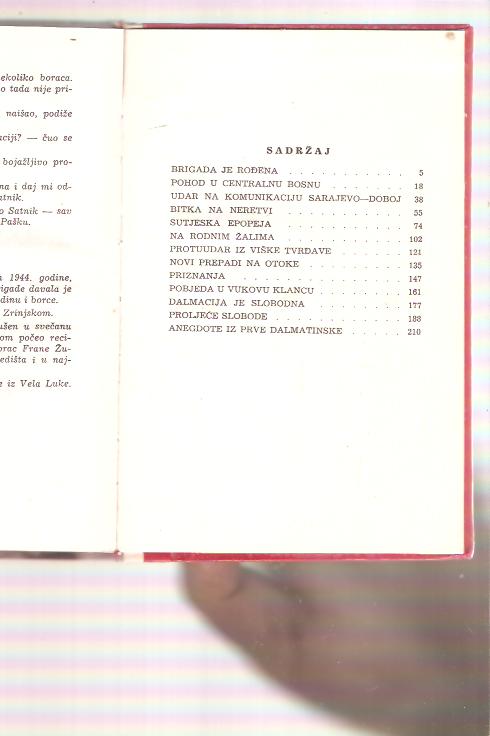 ekoliko boraca.
o tada nije pri-
naišao, podiže
aciji? — čuo se
bojažljivo pro-
na i daj mi od-
atnik.
o Satnik — sav
Pašku.
1944. godine,
rigade davala je
dinu i borce.
Zrinjskom.
ušen u svečanu
om počeo reci-
orac Frane Žu-
edišta i u naj-
e iz Vela Luke.
SADRŽAJ
BRIGADA JE ROĐENA . . . . . . . . . . . 5
POHOD U CENTRALNU BOSNU . . . . . . . 18
UDAR NA KOMUNIKACIJU SARAJEVO—DOBOJ 38
BITKA NA NERETVI . . . . . . . . . . . 55
SUTJESKA EPOPEJA . . . . . . . . . . . 74
NA RODNIM ŽALIMA . . . . . . . . . . . 102
PROTUUDAR IZ VIŠKE TVRĐAVE . . . . . . 121
NOVI PREPADI NA OTOKE . . . . . . . . . 135
PRIZNANJA . . . . . . . . . . . . . 147
POBJEDA U VUKOVU KLANCU . . . . . . . . 161
DALMACIJA JE SLOBODNA . . . . . . . . 177
PROLJEĆE SLOBODE . . . . . . . . . . . 188
ANEGDOTE IZ PRVE DALMATINSKE . . . . . 210